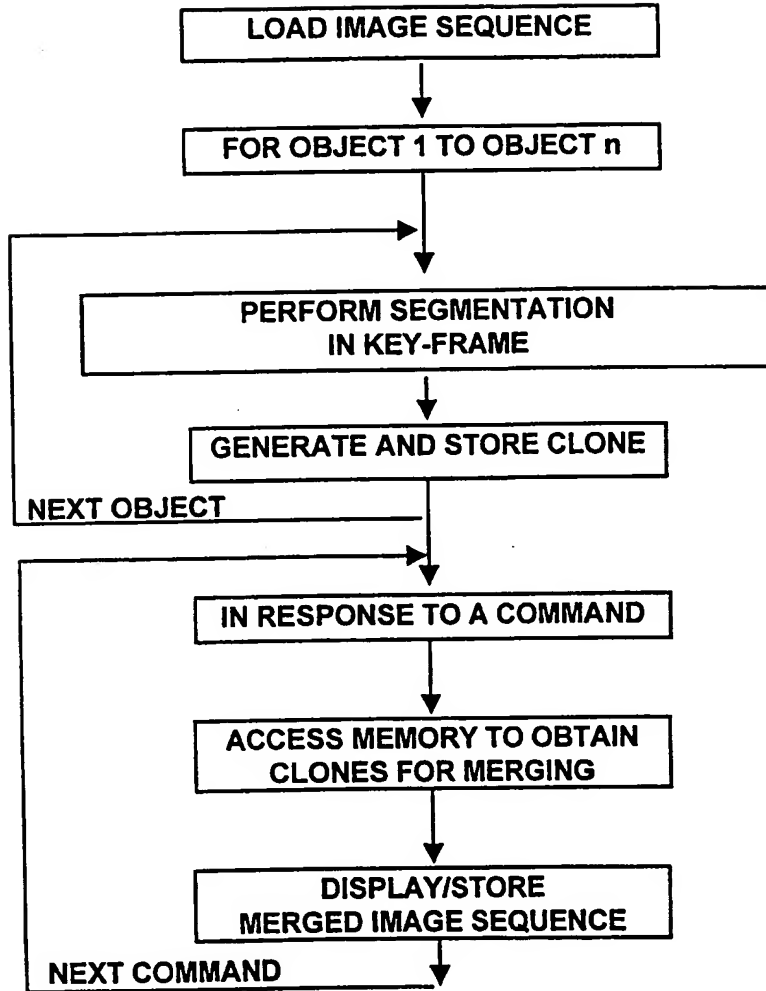 LOAD IMAGE SEQUENCE
FOR OBJECT 1 TO OBJECT n
PERFORM SEGMENTATION
IN KEY-FRAME
GENERATE AND STORE CLONE
NEXT OBJECT
IN RESPONSE TO A COMMAND
ACCESS MEMORY TO OBTAIN
CLONES FOR MERGING
DISPLAY/STORE
MERGED IMAGE SEQUENCE
NEXT COMMAND